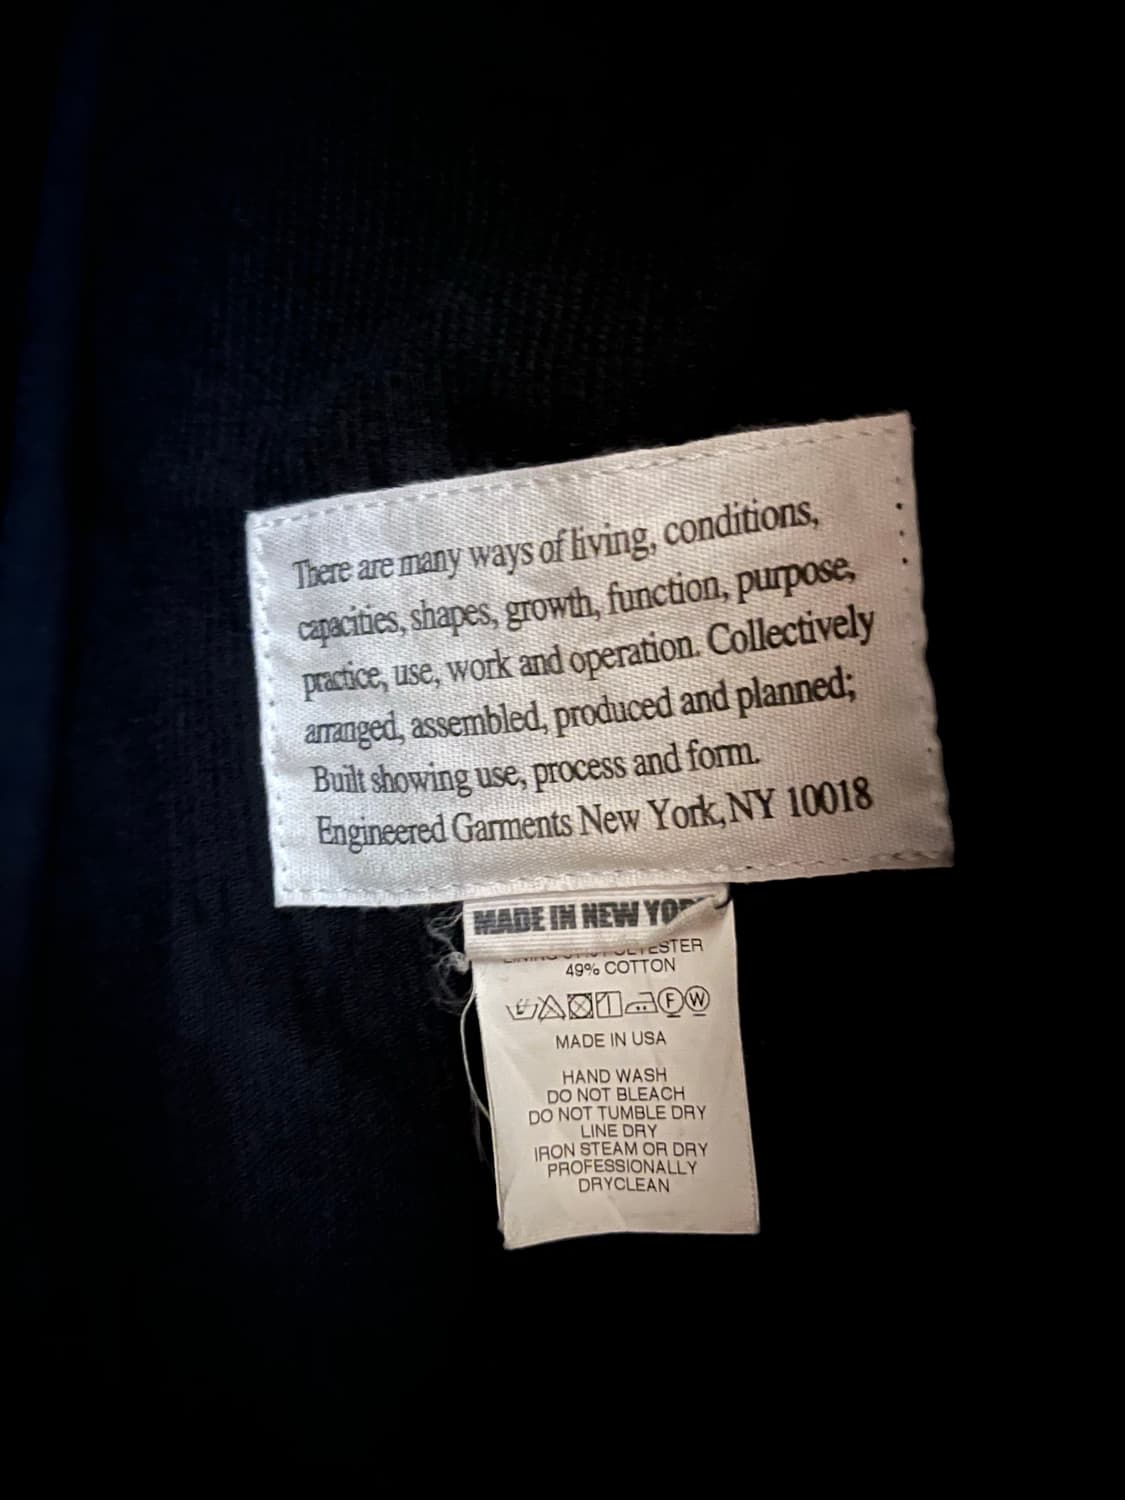 There are many ways of living, conditions,
capacities, shapes, growth, function, purpose,
practice, use, work and operation. Collectively
arranged, assembled, produced and planned;
Built showing use, process and form.
Engineered Garments New York, NY 10018
MADE IN NEW
49% COTTON
F W
MADE IN USA
HAND WASH
DO NOT BLEACH
DO NOT TUMBLE DRY
LINE DRY
IRON STEAM OR DRY
PROFESSIONALLY
DRYCLEAN